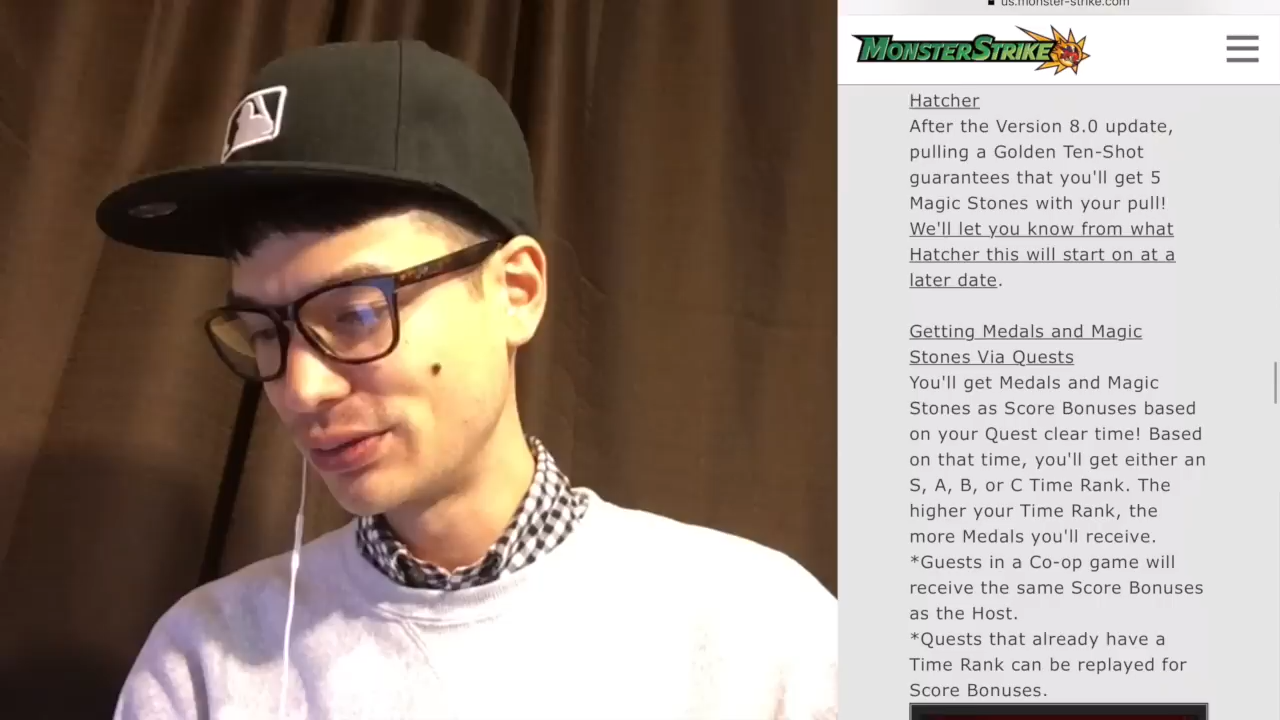 us.monster-strike.com
MONSTER STRIKE
Hatcher
After the Version 8.0 update,
pulling a Golden Ten-Shot
guarantees that you'll get 5
Magic Stones with your pull!
We'll let you know from what
Hatcher this will start on at a
later date.
Getting Medals and Magic
Stones Via Quests
You'll get Medals and Magic
Stones as Score Bonuses based
on your Quest clear time! Based
on that time, you'll get either an
S, A, B, or C Time Rank. The
higher your Time Rank, the
more Medals you'll receive.
*Guests in a Co-op game will
receive the same Score Bonuses
as the Host.
*Quests that already have a
Time Rank can be replayed for
Score Bonuses.